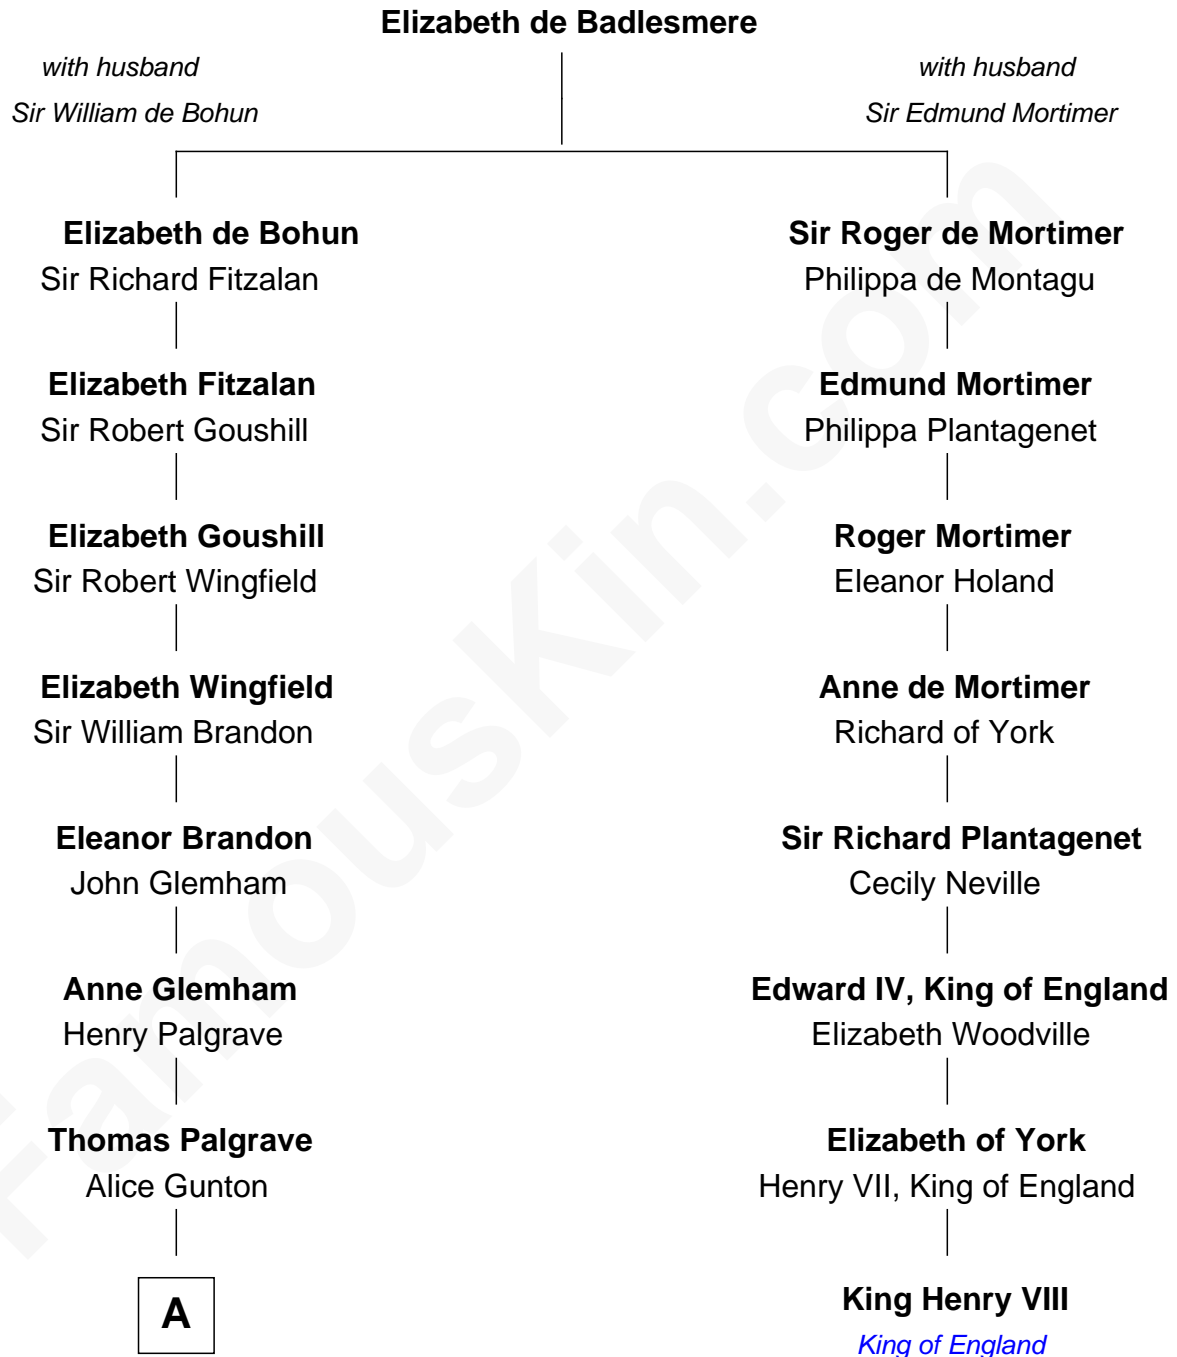 Elizabeth de Badlesmere
with husband
Sir William de Bohun
with husband
Sir Edmund Mortimer
Elizabeth de Bohun
Sir Richard Fitzalan
Elizabeth Fitzalan
Sir Robert Goushill
Elizabeth Goushill
Sir Robert Wingfield
Elizabeth Wingfield
Sir William Brandon
Eleanor Brandon
John Glemham
Anne Glemham
Henry Palgrave
Thomas Palgrave
Alice Gunton
A
Sir Roger de Mortimer
Philippa de Montagu
Edmund Mortimer
Philippa Plantagenet
Roger Mortimer
Eleanor Holand
Anne de Mortimer
Richard of York
Sir Richard Plantagenet
Cecily Neville
Edward IV, King of England
Elizabeth Woodville
Elizabeth of York
Henry VII, King of England
King Henry VIII
King of England
FamousKin.com